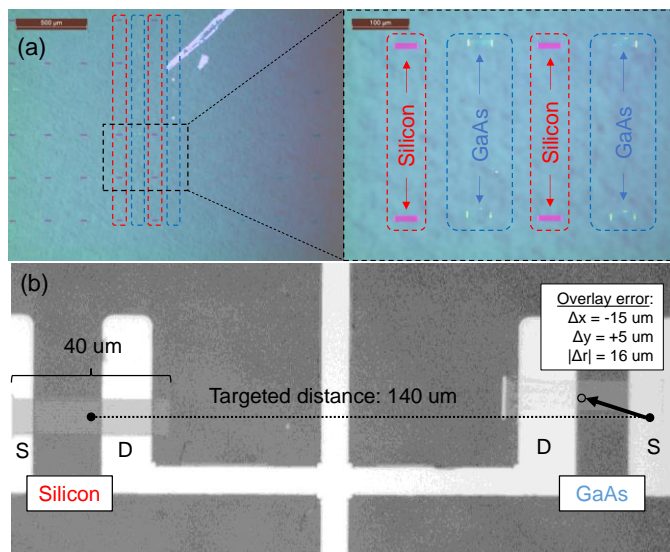 500 µm
100 µm
(a)
Silicon
GaAs
Silicon
GaAs
(b)
Overlay error:
Δx = -15 um
Δy = +5 um
|Δr| = 16 um
40 um
Targeted distance: 140 um
S
D
D
S
Silicon
GaAs